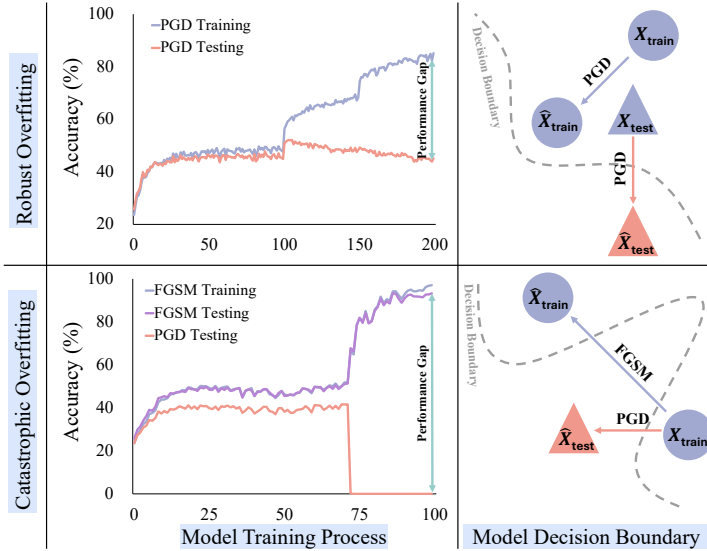 Robust Overfitting
Accuracy (%)
100
80
60
40
20
PGD Training
PGD Testing
Performance Gap
0
50
100
150
200
Decision Boundary
X_train
PGD
X̂_train
X_test
PGD
X̂_test
Catastrophic Overfitting
Accuracy (%)
100
80
60
40
20
0
FGSM Training
FGSM Testing
PGD Testing
Performance Gap
0
25
50
75
100
Model Training Process
Decision Boundary
X̂_train
FGSM
PGD
X̂_test
X_train
Model Decision Boundary